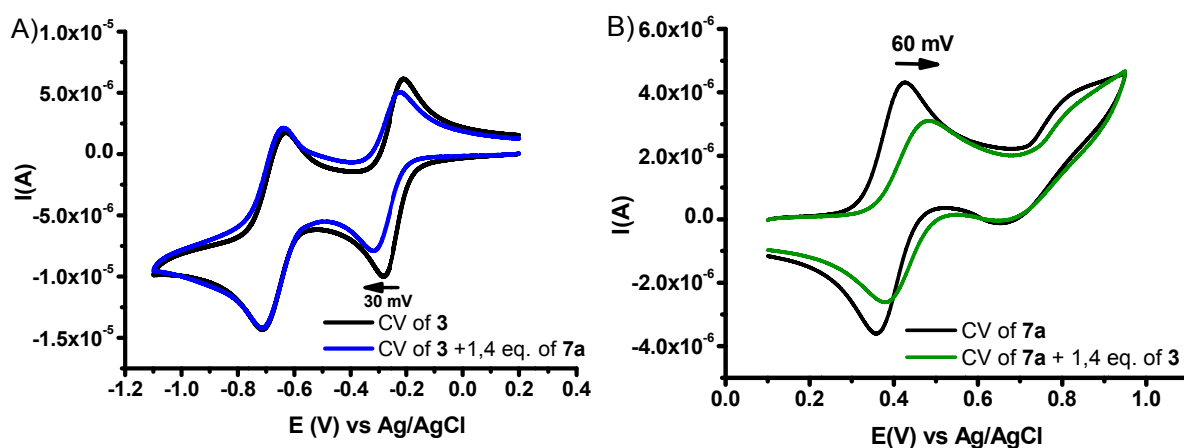 A)
1.0x10⁻⁵
5.0x10⁻⁶
0.0
-5.0x10⁻⁶
-1.0x10⁻⁵
-1.5x10⁻⁵
I(A)
30 mV
CV of 3
CV of 3 +1,4 eq. of 7a
-1.2 -1.0 -0.8 -0.6 -0.4 -0.2 0.0 0.2 0.4
E (V) vs Ag/AgCl
B)
60 mV
6.0x10⁻⁶
4.0x10⁻⁶
2.0x10⁻⁶
0.0
-2.0x10⁻⁶
-4.0x10⁻⁶
I(A)
CV of 7a
CV of 7a + 1,4 eq. of 3
0.0 0.2 0.4 0.6 0.8 1.0
E(V) vs Ag/AgCl